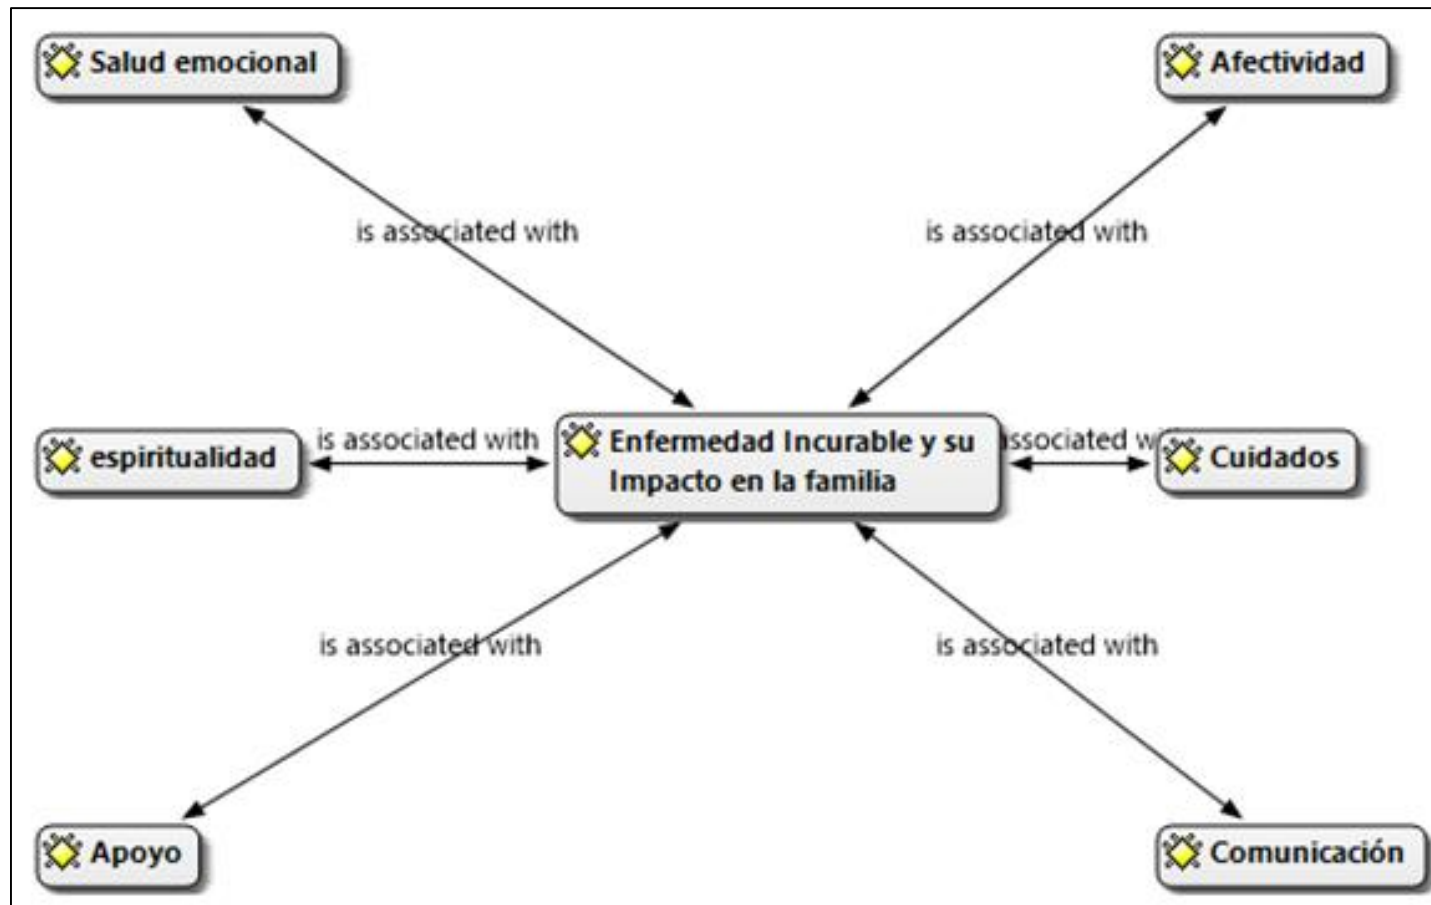 Salud emocional
Afectividad
is associated with
is associated with
espiritualidad
is associated with
Enfermedad Incurable y su
Impacto en la familia
associated
Cuidados
is associated with
is associated with
Apoyo
Comunicación